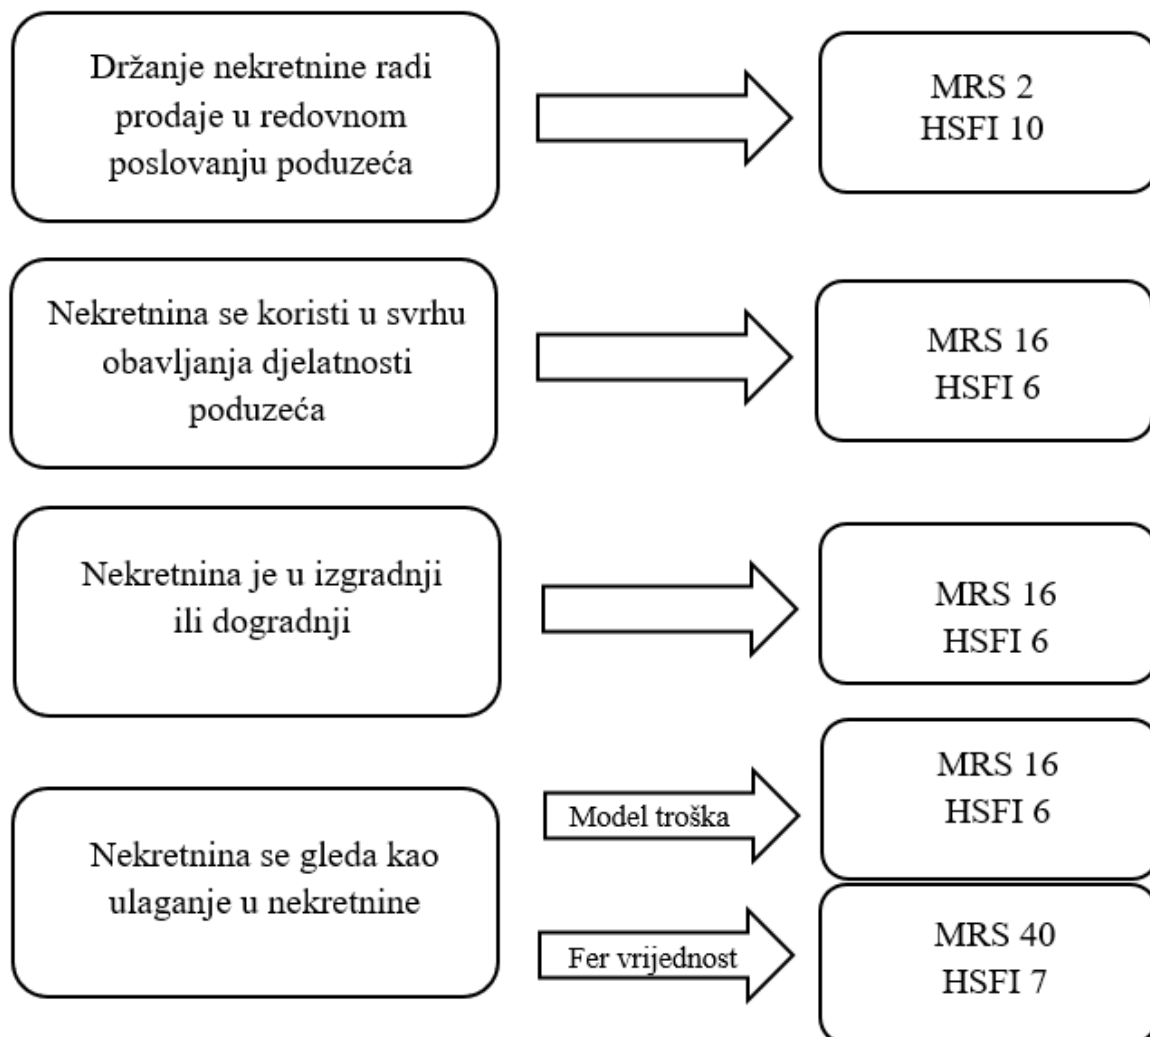 Držanje nekretnine radi
prodaje u redovnom
poslovanju poduzeća
MRS 2
HSFI 10
Nekretnina se koristi u svrhu
obavljanja djelatnosti
poduzeća
MRS 16
HSFI 6
Nekretnina je u izgradnji
ili dogradnji
MRS 16
HSFI 6
Nekretnina se gleda kao
ulaganje u nekretnine
Model troška
MRS 16
HSFI 6
Fer vrijednost
MRS 40
HSFI 7